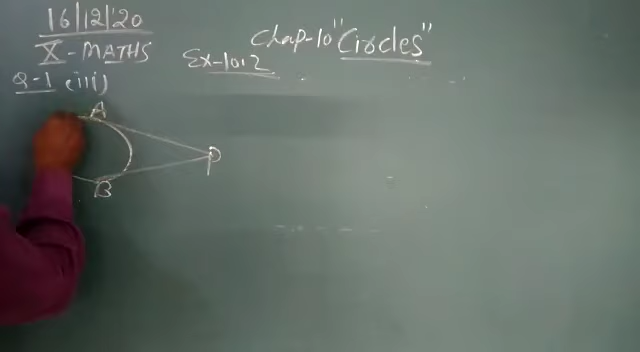 16/12/'20
X - MATHS
Chap-10 "Circles"
Ex-10.2
Q-1 (iii)
A
P
B